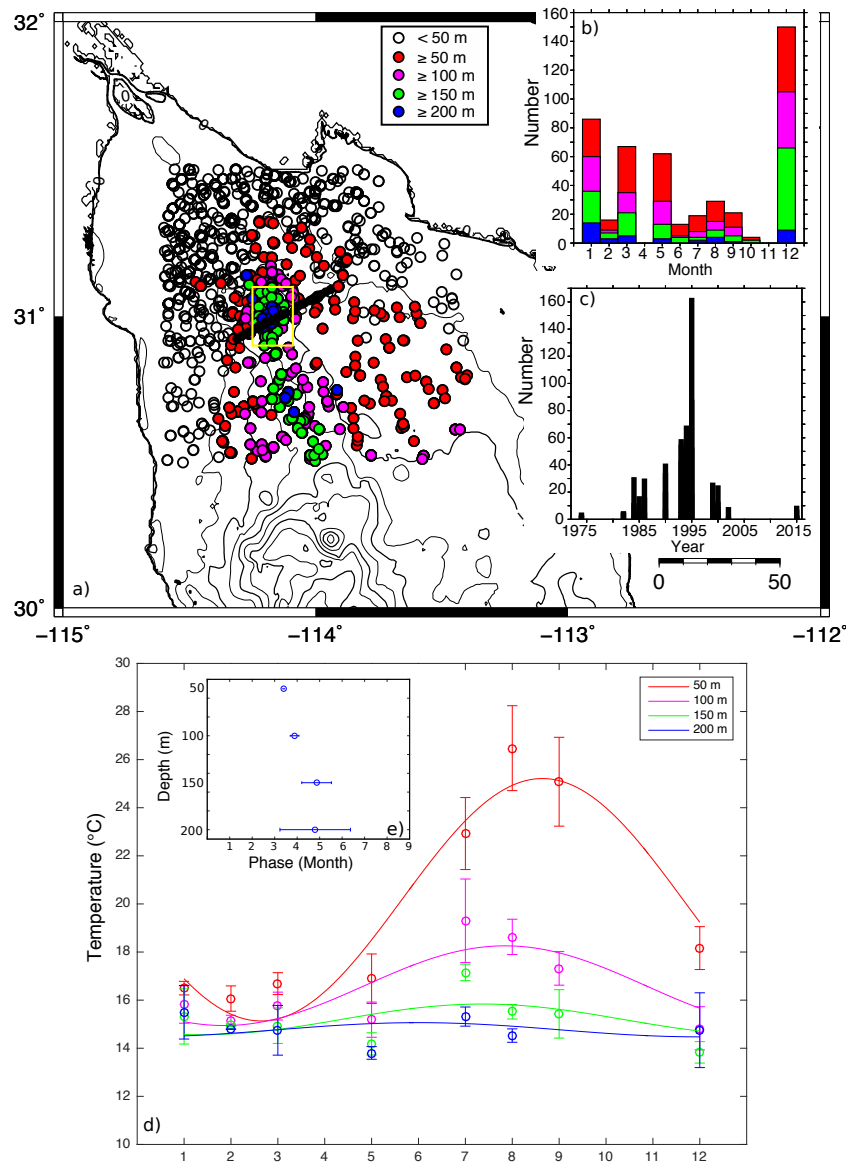 32°
31°
30°
−115°
−114°
−113°
−112°
a)
< 50 m
≥ 50 m
≥ 100 m
≥ 150 m
≥ 200 m
0
50
b)
Number
160
140
120
100
80
60
40
20
0
1 2 3 4 5 6 7 8 9 10 12
Month
c)
Number
160
140
120
100
80
60
40
20
0
1975 1985 1995 2005 2015
Year
d)
Temperature (°C)
30
28
26
24
22
20
18
16
14
12
10
1 2 3 4 5 6 7 8 9 10 11 12
50 m
100 m
150 m
200 m
e)
Depth (m)
50
100
150
200
1 2 3 4 5 6 7 8 9
Phase (Month)